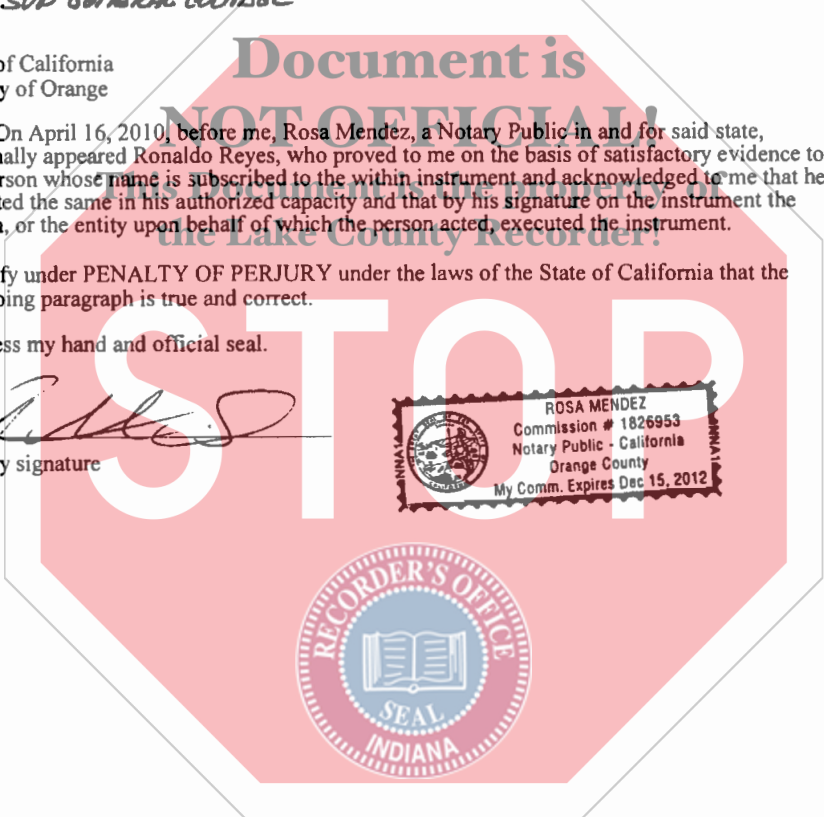 SVP GENERAL COUNSEL
of California
y of Orange
On April 16, 2010, before me, Rosa Mendez, a Notary Public in and for said state,
nally appeared Ronaldo Reyes, who proved to me on the basis of satisfactory evidence to
rson whose name is subscribed to the within instrument and acknowledged to me that he
ted the same in his authorized capacity and that by his signature on the instrument the
, or the entity upon behalf of which the person acted, executed the instrument.
fy under PENALTY OF PERJURY under the laws of the State of California that the
oing paragraph is true and correct.
ess my hand and official seal.
y signature
ROSA MENDEZ
Commission # 1826953
Notary Public - California
Orange County
My Comm. Expires Dec 15, 2012
Document is
NOT OFFICIAL!
This Document is the property of
the Lake County Recorder!
STOP
RECORDER'S OFFICE
SEAL
INDIANA